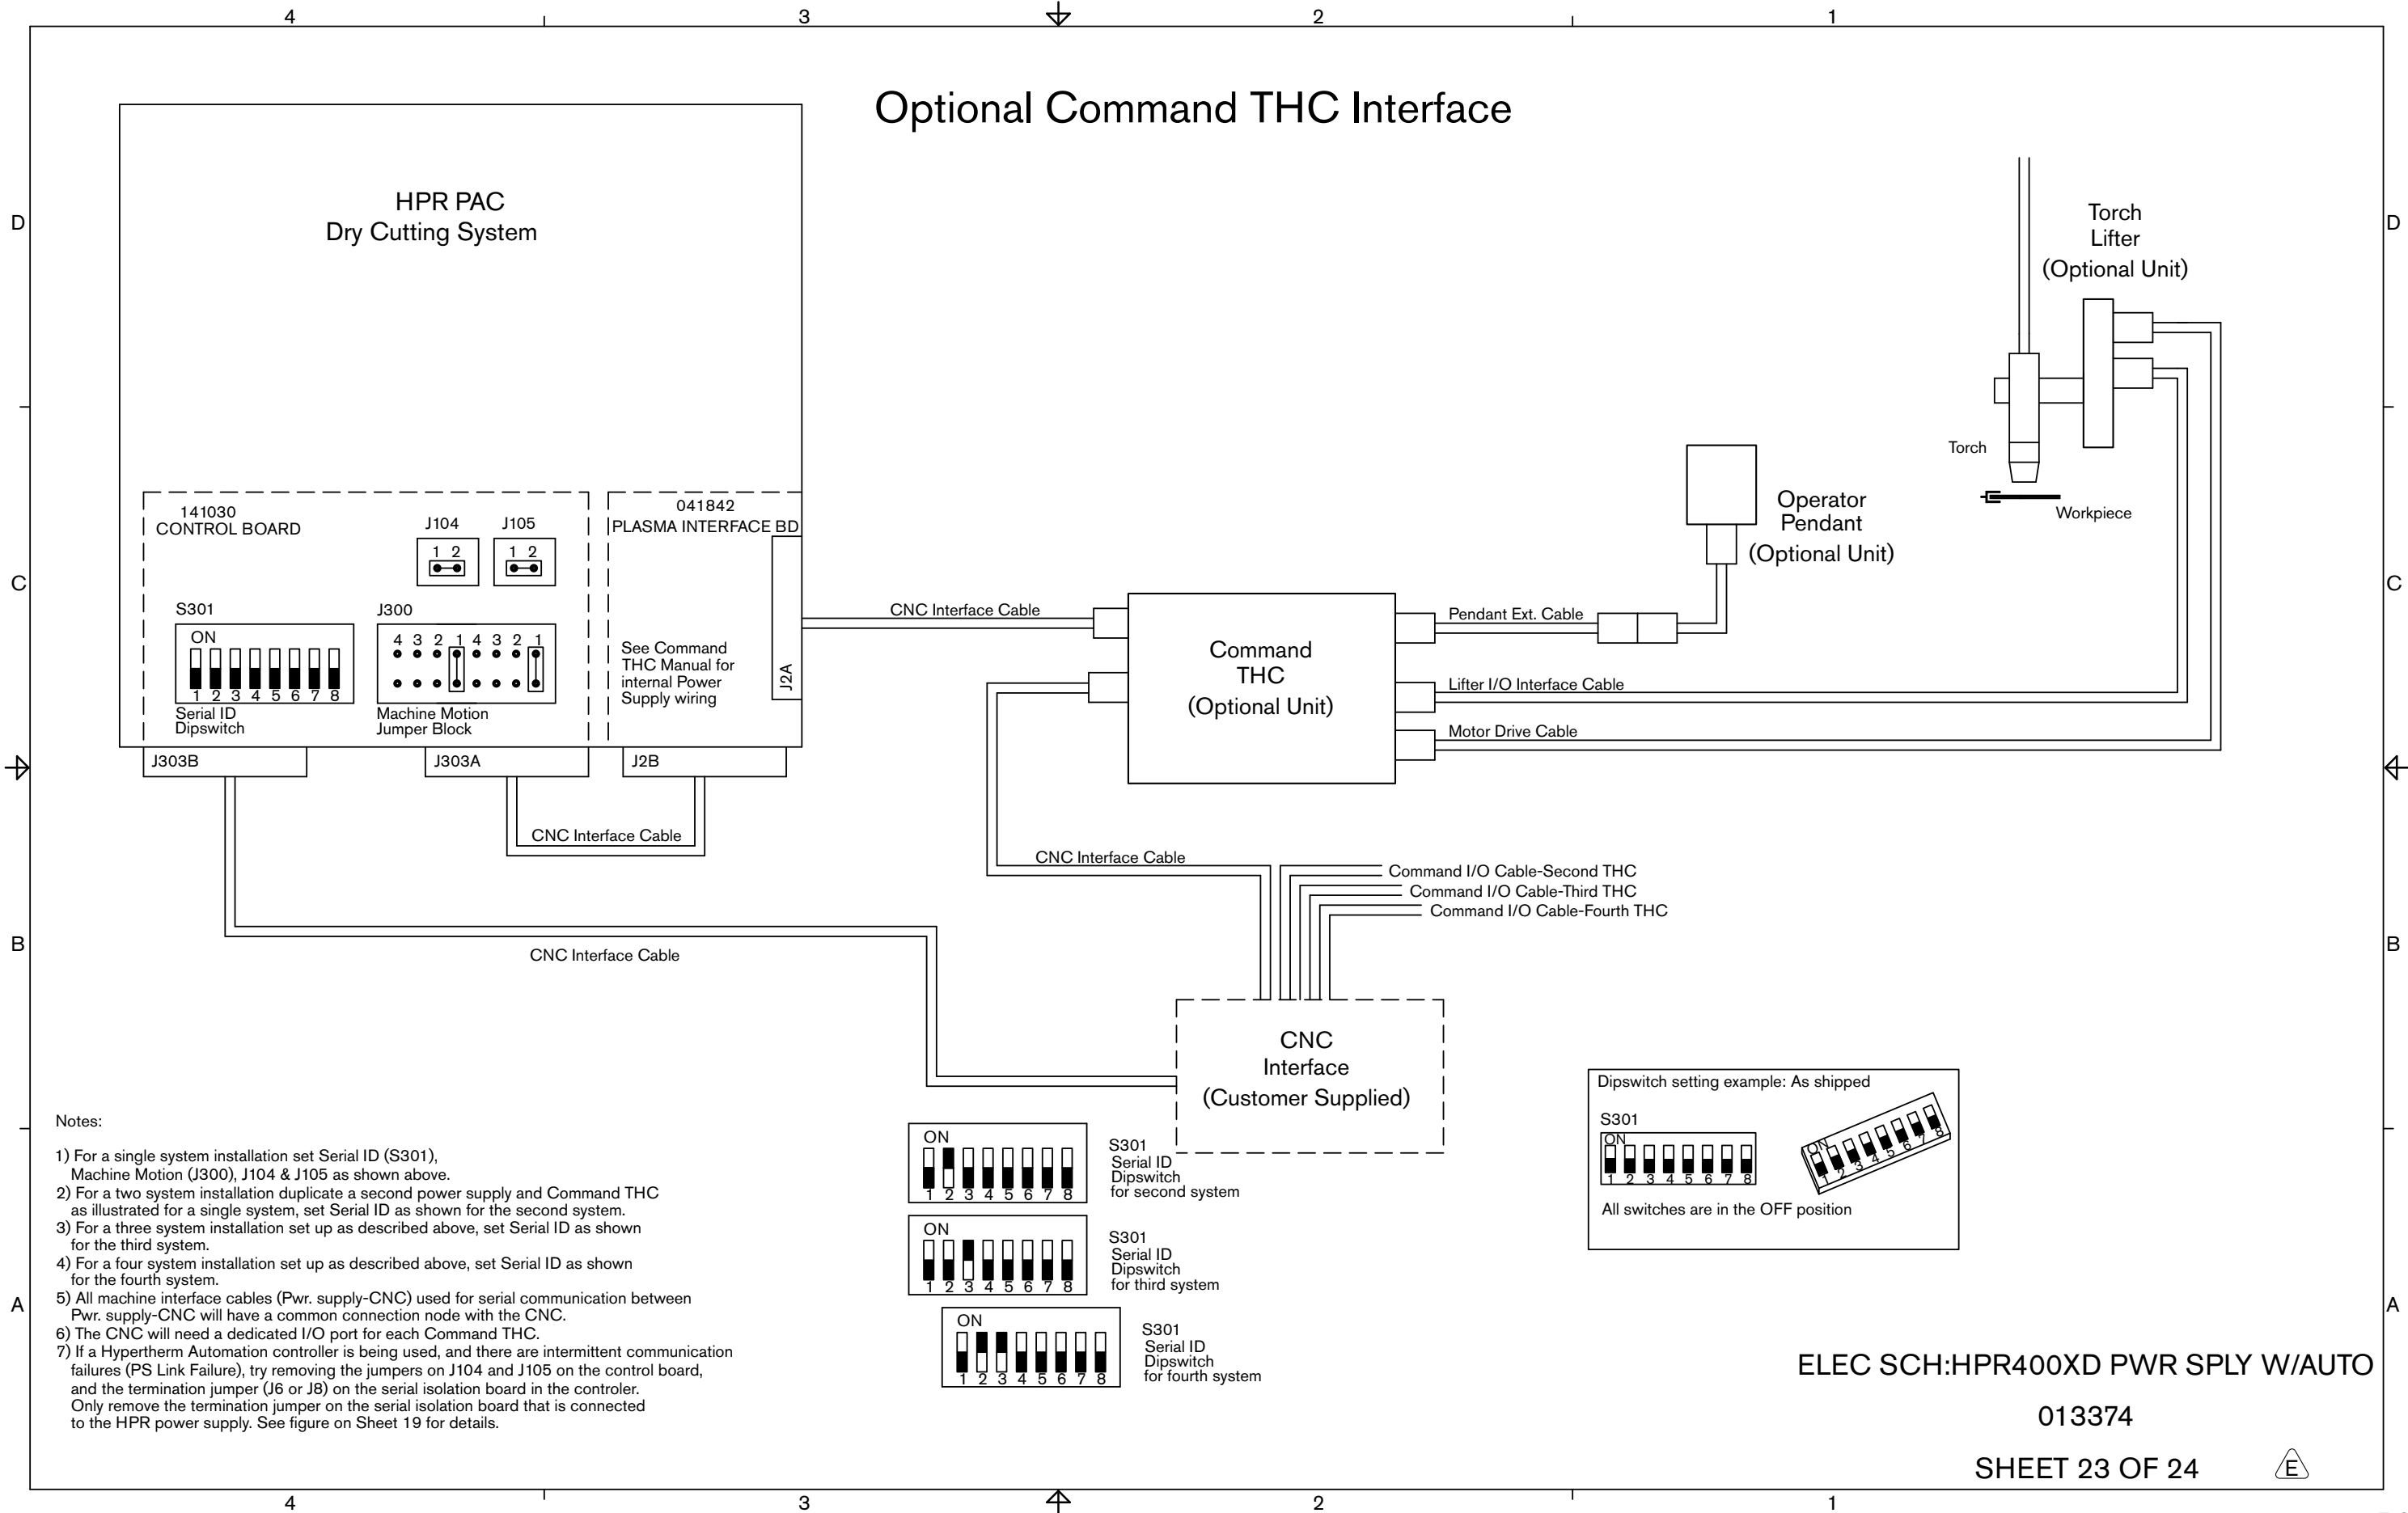 4 3 2 1
Optional Command THC Interface
HPR PAC
Dry Cutting System
D
D
Torch
Lifter
(Optional Unit)
Torch
Workpiece
Operator
Pendant
(Optional Unit)
141030
CONTROL BOARD
J104
1 2
J105
1 2
041842
PLASMA INTERFACE BD
C
C
S301
ON
1 2 3 4 5 6 7 8
Serial ID
Dipswitch
J300
4 3 2 1 4 3 2 1
Machine Motion
Jumper Block
See Command
THC Manual for
internal Power
Supply wiring
J2A
CNC Interface Cable
Command
THC
(Optional Unit)
Pendant Ext. Cable
Lifter I/O Interface Cable
Motor Drive Cable
J303B
J303A
J2B
CNC Interface Cable
CNC Interface Cable
Command I/O Cable-Second THC
Command I/O Cable-Third THC
Command I/O Cable-Fourth THC
B
B
CNC Interface Cable
CNC
Interface
(Customer Supplied)
Dipswitch setting example: As shipped
S301
ON
1 2 3 4 5 6 7 8
ON
1 2 3 4 5 6 7 8
All switches are in the OFF position
Notes:
1) For a single system installation set Serial ID (S301),
Machine Motion (J300), J104 & J105 as shown above.
2) For a two system installation duplicate a second power supply and Command THC
as illustrated for a single system, set Serial ID as shown for the second system.
3) For a three system installation set up as described above, set Serial ID as shown
for the third system.
4) For a four system installation set up as described above, set Serial ID as shown
for the fourth system.
5) All machine interface cables (Pwr. supply-CNC) used for serial communication between
Pwr. supply-CNC will have a common connection node with the CNC.
6) The CNC will need a dedicated I/O port for each Command THC.
7) If a Hypertherm Automation controller is being used, and there are intermittent communication
failures (PS Link Failure), try removing the jumpers on J104 and J105 on the control board,
and the termination jumper (J6 or J8) on the serial isolation board in the controler.
Only remove the termination jumper on the serial isolation board that is connected
to the HPR power supply. See figure on Sheet 19 for details.
ON
1 2 3 4 5 6 7 8
S301
Serial ID
Dipswitch
for second system
ON
1 2 3 4 5 6 7 8
S301
Serial ID
Dipswitch
for third system
ON
1 2 3 4 5 6 7 8
S301
Serial ID
Dipswitch
for fourth system
A
A
ELEC SCH:HPR400XD PWR SPLY W/AUTO
013374
SHEET 23 OF 24
E
4 3 2 1